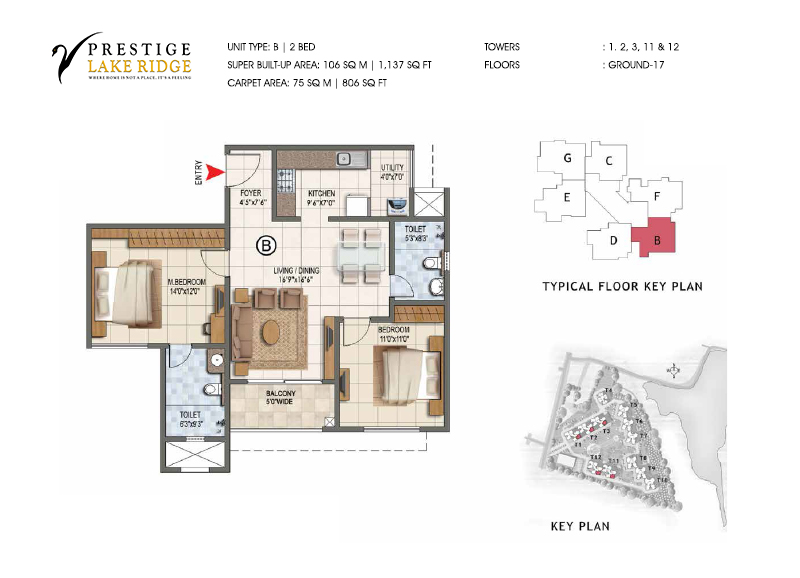 PRESTIGE
LAKE RIDGE
WHERE HOME IS NOT A PLACE, IT'S A FEELING
UNIT TYPE: B | 2 BED
SUPER BUILT-UP AREA: 106 SQ M | 1,137 SQ FT
CARPET AREA: 75 SQ M | 806 SQ FT
TOWERS : 1, 2, 3, 11 & 12
FLOORS : GROUND-17
ENTRY
FOYER
4'5"x7'6"
KITCHEN
9'6"x7'0"
UTILITY
4'0"x7'0"
TOILET
5'3"x8'3"
B
LIVING / DINING
16'9"x16'6"
M.BEDROOM
14'0"x12'0"
BEDROOM
11'0"x11'0"
BALCONY
5'0"WIDE
TOILET
6'3"x9'3"
G
C
E
F
D
B
TYPICAL FLOOR KEY PLAN
T4
T5
T6
T7
T3
T2
T1
T12
T11
T8
T9
T10
KEY PLAN